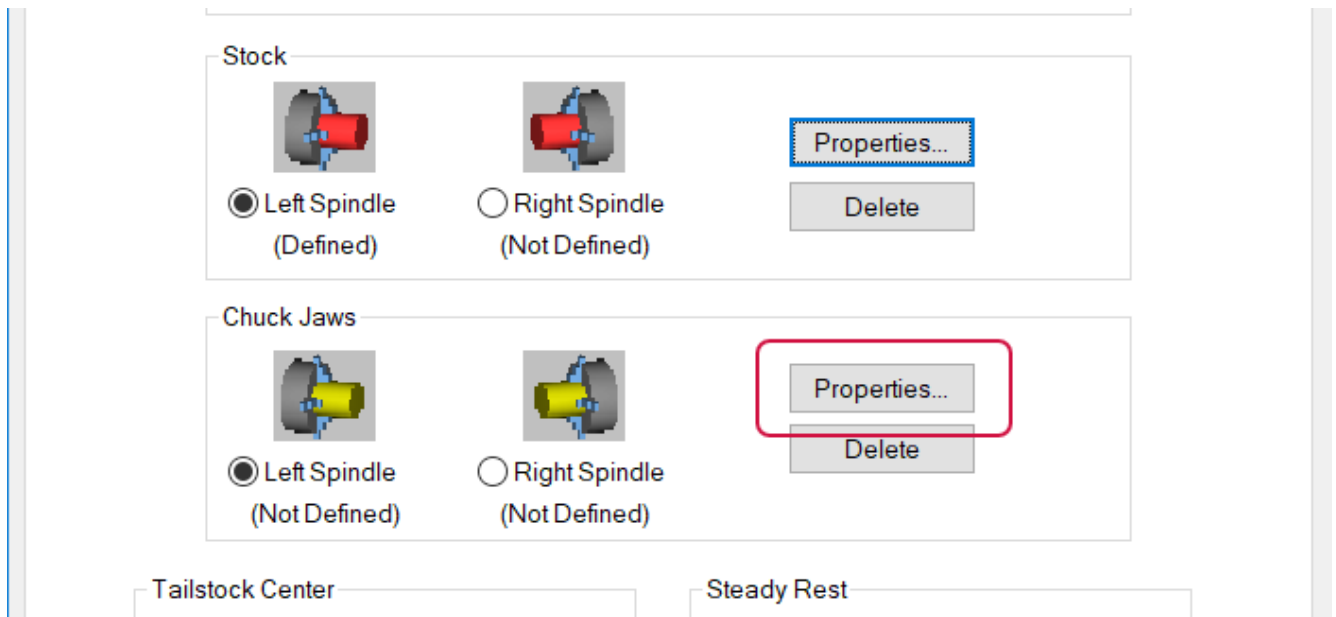 Stock
Properties...
Left Spindle
Right Spindle
Delete
(Defined)
(Not Defined)
Chuck Jaws
Properties...
Delete
Left Spindle
Right Spindle
(Not Defined)
(Not Defined)
Tailstock Center
Steady Rest